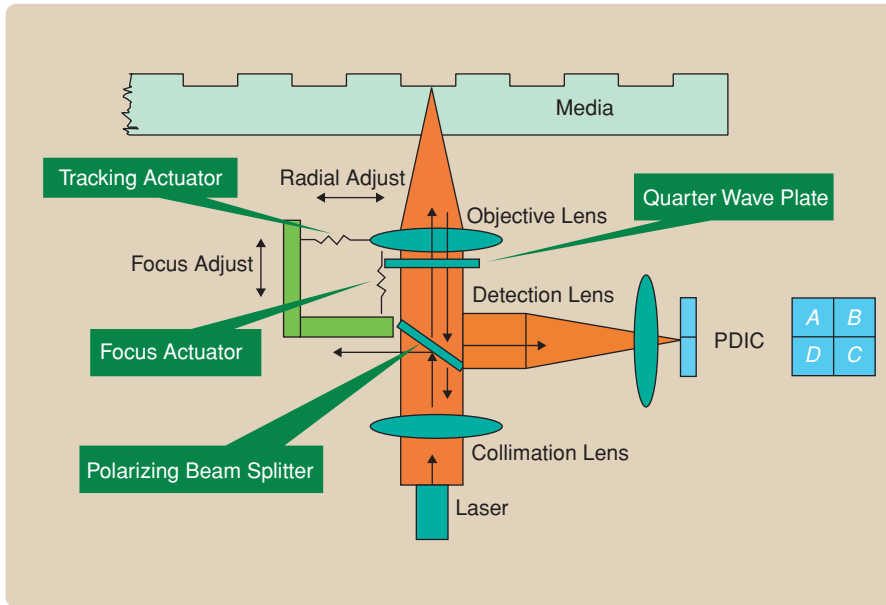 Media
Tracking Actuator
Radial Adjust
Quarter Wave Plate
Objective Lens
Focus Adjust
Detection Lens
Focus Actuator
PDIC
A B
D C
Polarizing Beam Splitter
Collimation Lens
Laser